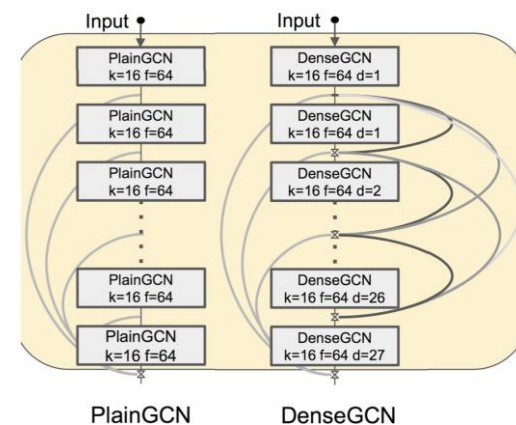 Input
PlainGCN
k=16 f=64
PlainGCN
k=16 f=64
PlainGCN
k=16 f=64
PlainGCN
k=16 f=64
PlainGCN
k=16 f=64
PlainGCN
Input
DenseGCN
k=16 f=64 d=1
DenseGCN
k=16 f=64 d=1
DenseGCN
k=16 f=64 d=2
DenseGCN
k=16 f=64 d=26
DenseGCN
k=16 f=64 d=27
DenseGCN